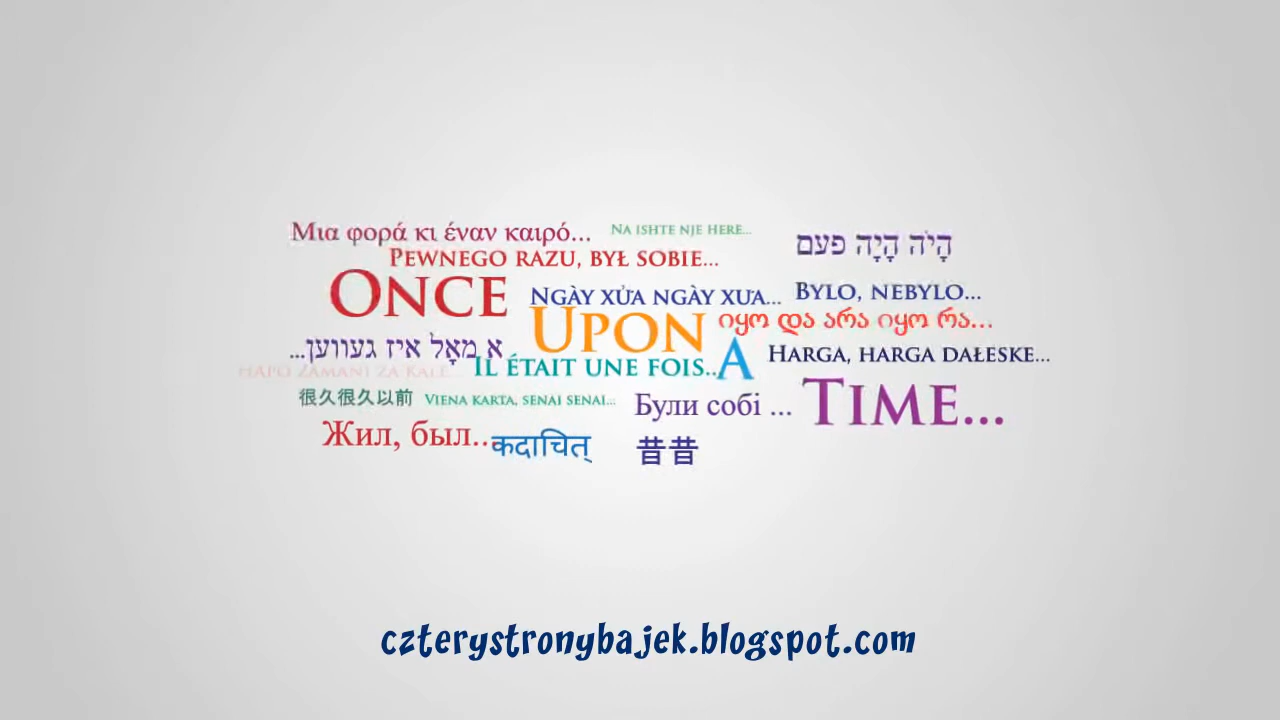 Μια φορά κι έναν καιρό...
Na ishte nje here...
הָיֹה הָיָה פעם
Pewnego razu, był sobie...
Once
Ngày xửa ngày xưa...
Bylo, nebylo...
Upon
იყო და არა იყო რა...
א מאָל איז געווען...
Il était une fois..
A
Harga, harga dałeske...
Hapo zamani za kale...
很久很久以前
Viena karta, senai senai...
Були собі ...
Time...
Жил, был...
कदाचित्
昔昔
czterystronybajek.blogspot.com